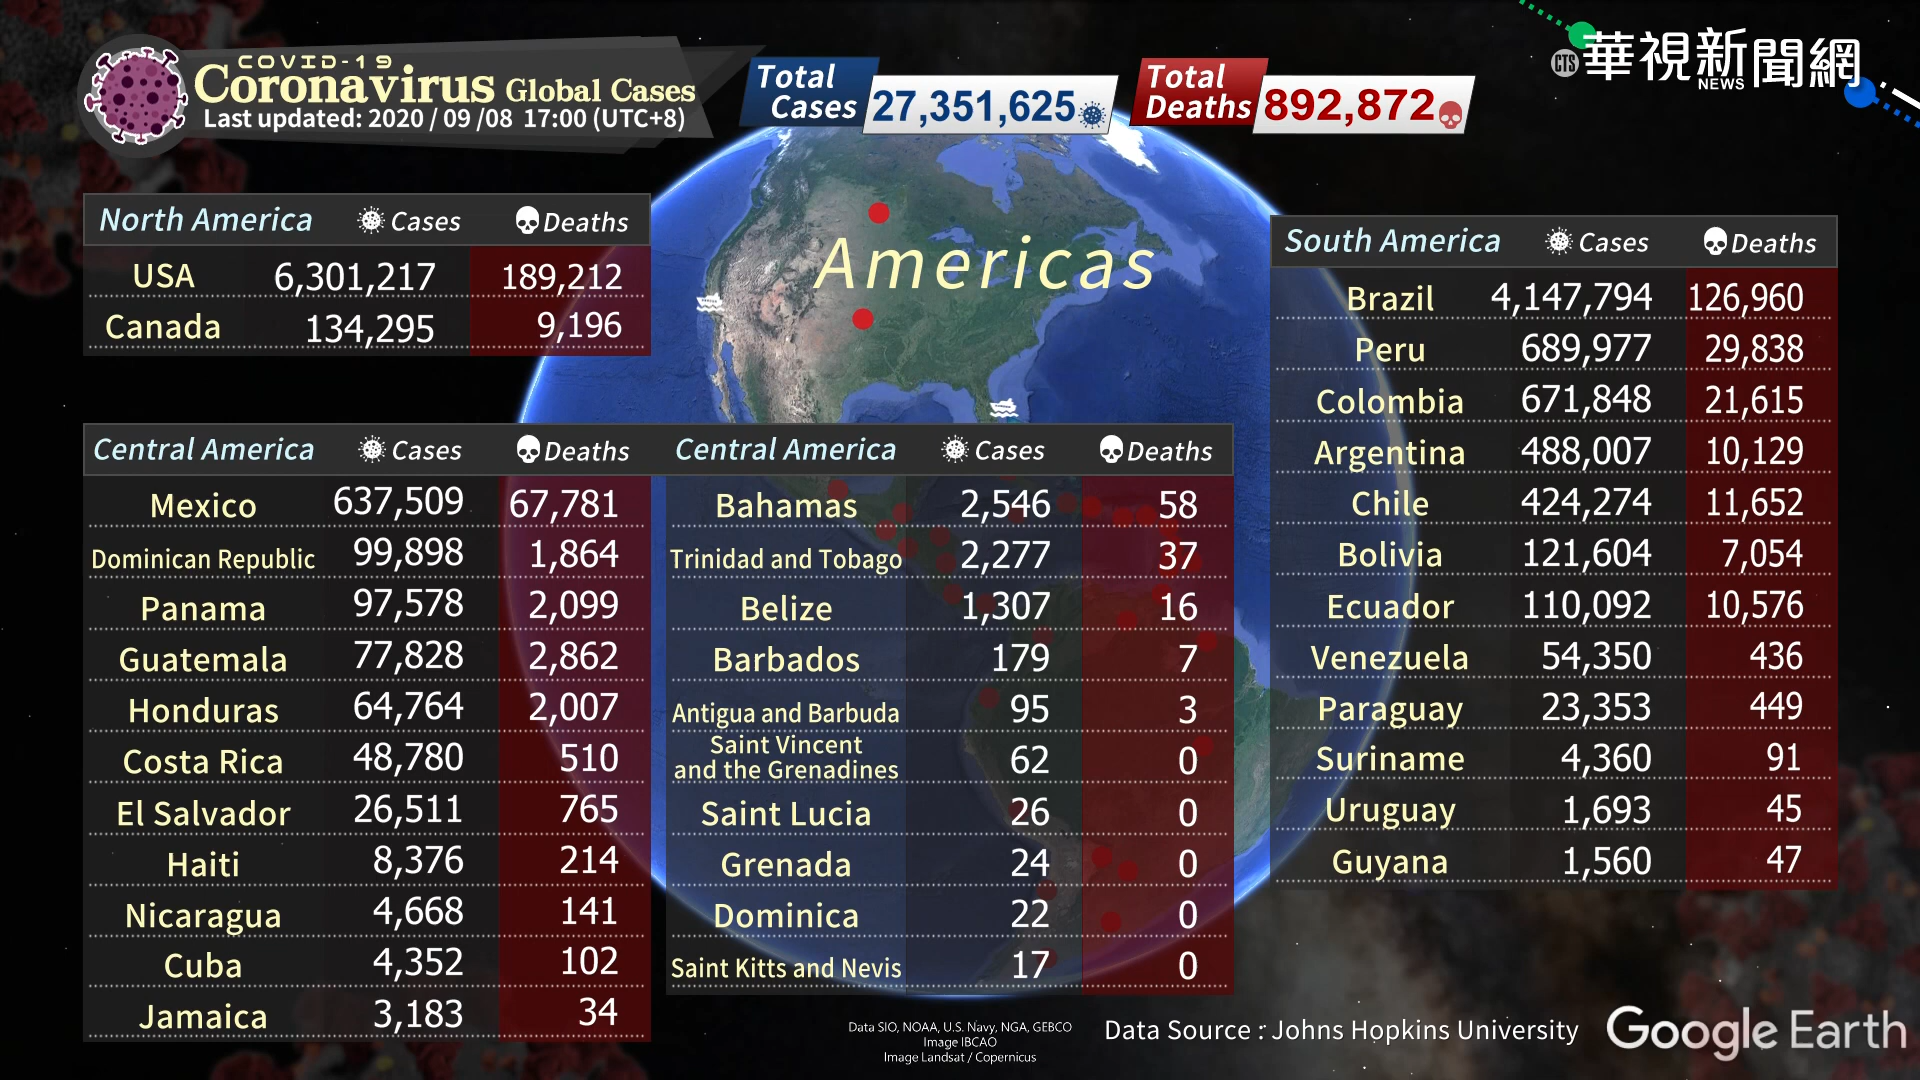 COVID-19
Coronavirus Global Cases
Last updated: 2020 / 09 /08 17:00 (UTC+8)
Total Cases 27,351,625
Total Deaths 892,872
CTS 華視新聞網
NEWS
Americas
North America Cases Deaths
USA 6,301,217 189,212
Canada 134,295 9,196
Central America Cases Deaths
Mexico 637,509 67,781
Dominican Republic 99,898 1,864
Panama 97,578 2,099
Guatemala 77,828 2,862
Honduras 64,764 2,007
Costa Rica 48,780 510
El Salvador 26,511 765
Haiti 8,376 214
Nicaragua 4,668 141
Cuba 4,352 102
Jamaica 3,183 34
Central America Cases Deaths
Bahamas 2,546 58
Trinidad and Tobago 2,277 37
Belize 1,307 16
Barbados 179 7
Antigua and Barbuda 95 3
Saint Vincent
and the Grenadines 62 0
Saint Lucia 26 0
Grenada 24 0
Dominica 22 0
Saint Kitts and Nevis 17 0
South America Cases Deaths
Brazil 4,147,794 126,960
Peru 689,977 29,838
Colombia 671,848 21,615
Argentina 488,007 10,129
Chile 424,274 11,652
Bolivia 121,604 7,054
Ecuador 110,092 10,576
Venezuela 54,350 436
Paraguay 23,353 449
Suriname 4,360 91
Uruguay 1,693 45
Guyana 1,560 47
Data SIO, NOAA, U.S. Navy, NGA, GEBCO
Image IBCAO
Image Landsat / Copernicus
Data Source : Johns Hopkins University
Google Earth